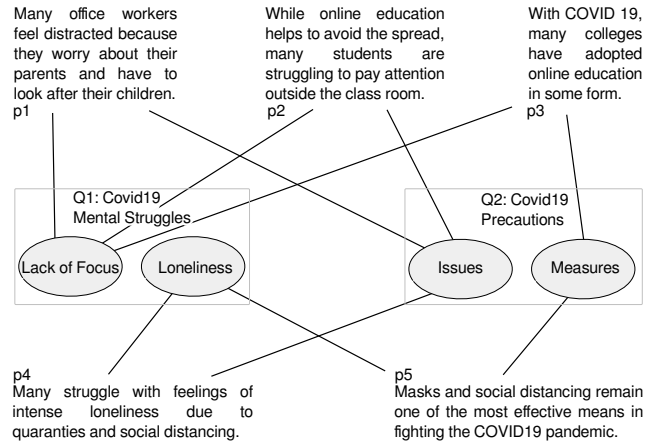 Many office workers
feel distracted because
they worry about their
parents and have to
look after their children.
p1
While online education
helps to avoid the spread,
many students are
struggling to pay attention
outside the class room.
p2
With COVID 19,
many colleges
have adopted
online education
in some form.
p3
Q1: Covid19
Mental Struggles
Lack of Focus
Loneliness
Q2: Covid19
Precautions
Issues
Measures
p4
Many struggle with feelings of
intense loneliness due to
quaranties and social distancing.
p5
Masks and social distancing remain
one of the most effective means in
fighting the COVID19 pandemic.